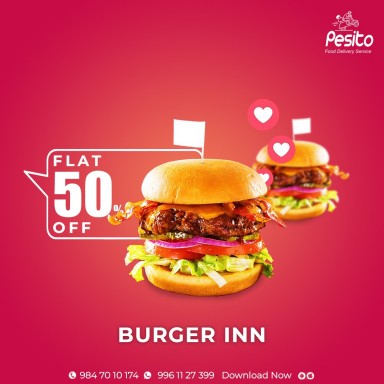 Pesito
Food Delivery Service
FLAT
50%
OFF
BURGER INN
984 70 10 174 996 11 27 399 Download Now